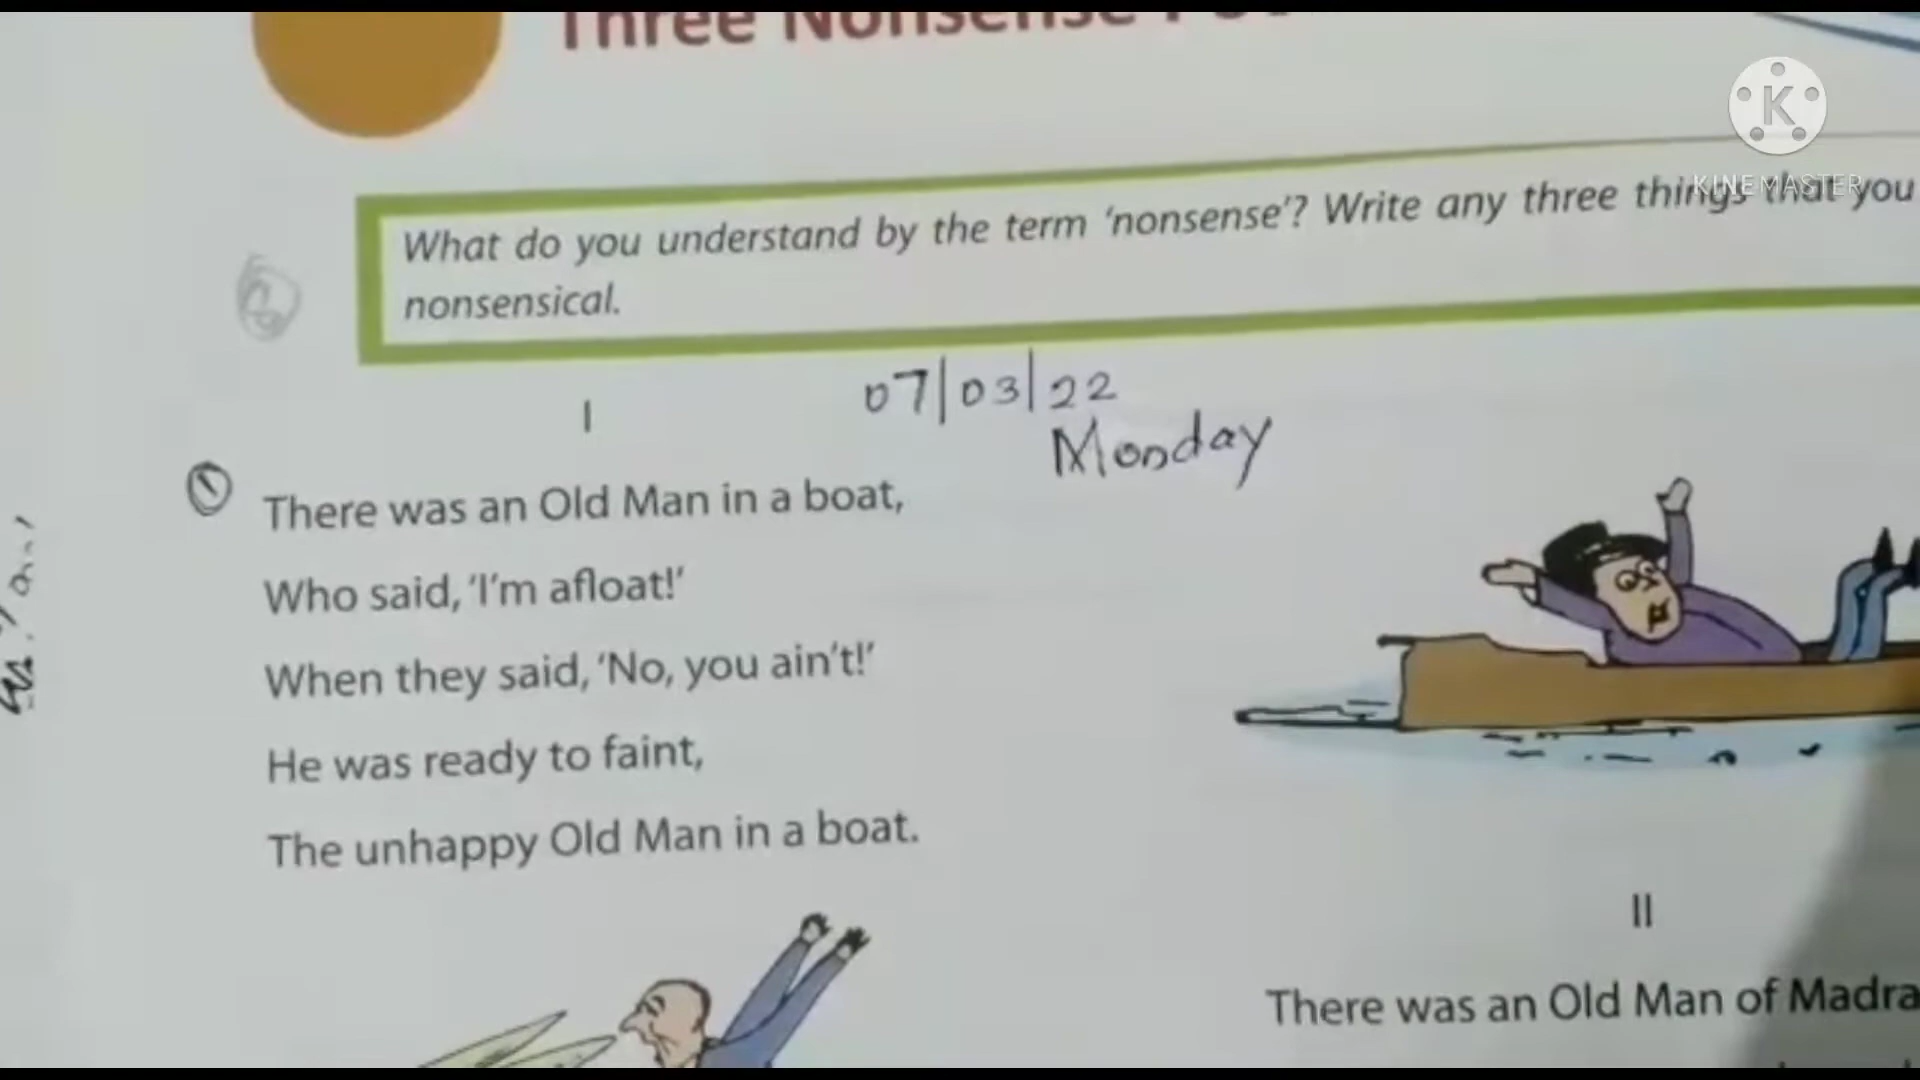 Three Nonsense
KINEMASTER
What do you understand by the term 'nonsense'? Write any three things that you
nonsensical.
07|03|22
Monday
I
There was an Old Man in a boat,
Who said, 'I'm afloat!'
When they said, 'No, you ain't!'
He was ready to faint,
The unhappy Old Man in a boat.
II
There was an Old Man of Madra